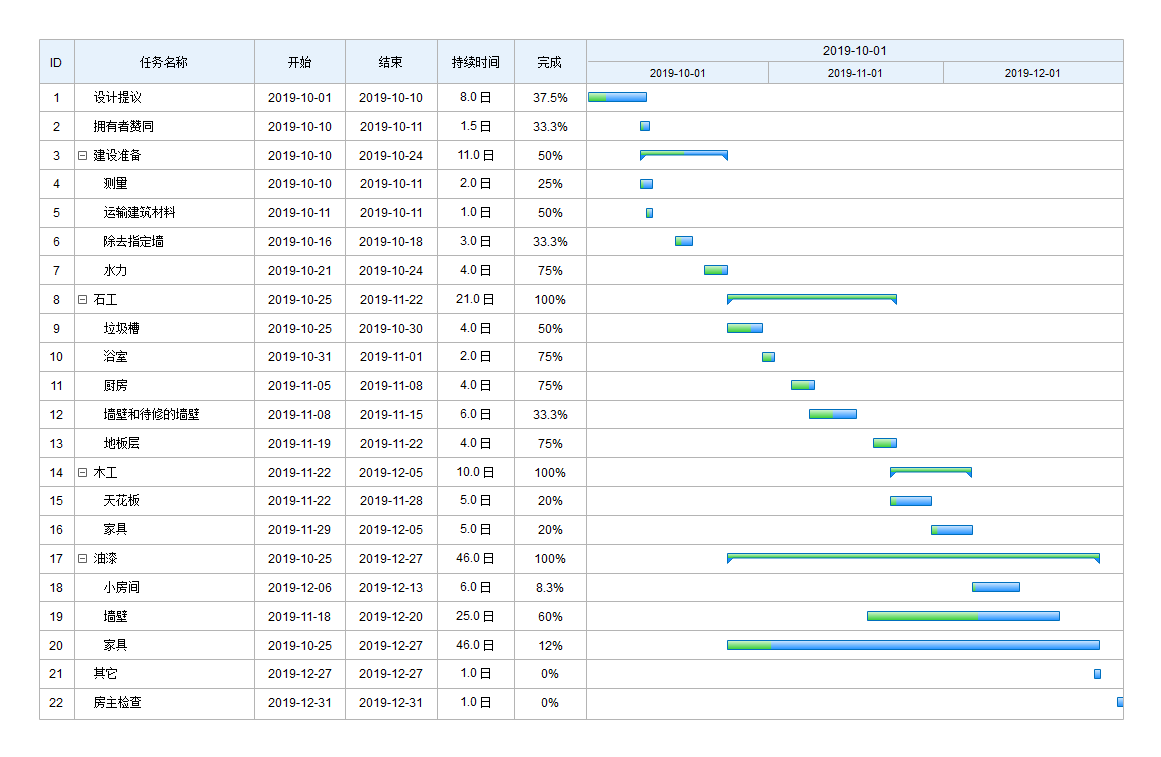 ID 任务名称 开始 结束 持续时间 完成 2019-10-01
2019-10-01 2019-11-01 2019-12-01
1 设计提议 2019-10-01 2019-10-10 8.0 日 37.5%
2 拥有者赞同 2019-10-10 2019-10-11 1.5 日 33.3%
3 建设准备 2019-10-10 2019-10-24 11.0 日 50%
4 测量 2019-10-10 2019-10-11 2.0 日 25%
5 运输建筑材料 2019-10-11 2019-10-11 1.0 日 50%
6 除去指定墙 2019-10-16 2019-10-18 3.0 日 33.3%
7 水力 2019-10-21 2019-10-24 4.0 日 75%
8 石工 2019-10-25 2019-11-22 21.0 日 100%
9 垃圾槽 2019-10-25 2019-10-30 4.0 日 50%
10 浴室 2019-10-31 2019-11-01 2.0 日 75%
11 厨房 2019-11-05 2019-11-08 4.0 日 75%
12 墙壁和待修的墙壁 2019-11-08 2019-11-15 6.0 日 33.3%
13 地板层 2019-11-19 2019-11-22 4.0 日 75%
14 木工 2019-11-22 2019-12-05 10.0 日 100%
15 天花板 2019-11-22 2019-11-28 5.0 日 20%
16 家具 2019-11-29 2019-12-05 5.0 日 20%
17 油漆 2019-10-25 2019-12-27 46.0 日 100%
18 小房间 2019-12-06 2019-12-13 6.0 日 8.3%
19 墙壁 2019-11-18 2019-12-20 25.0 日 60%
20 家具 2019-10-25 2019-12-27 46.0 日 12%
21 其它 2019-12-27 2019-12-27 1.0 日 0%
22 房主检查 2019-12-31 2019-12-31 1.0 日 0%